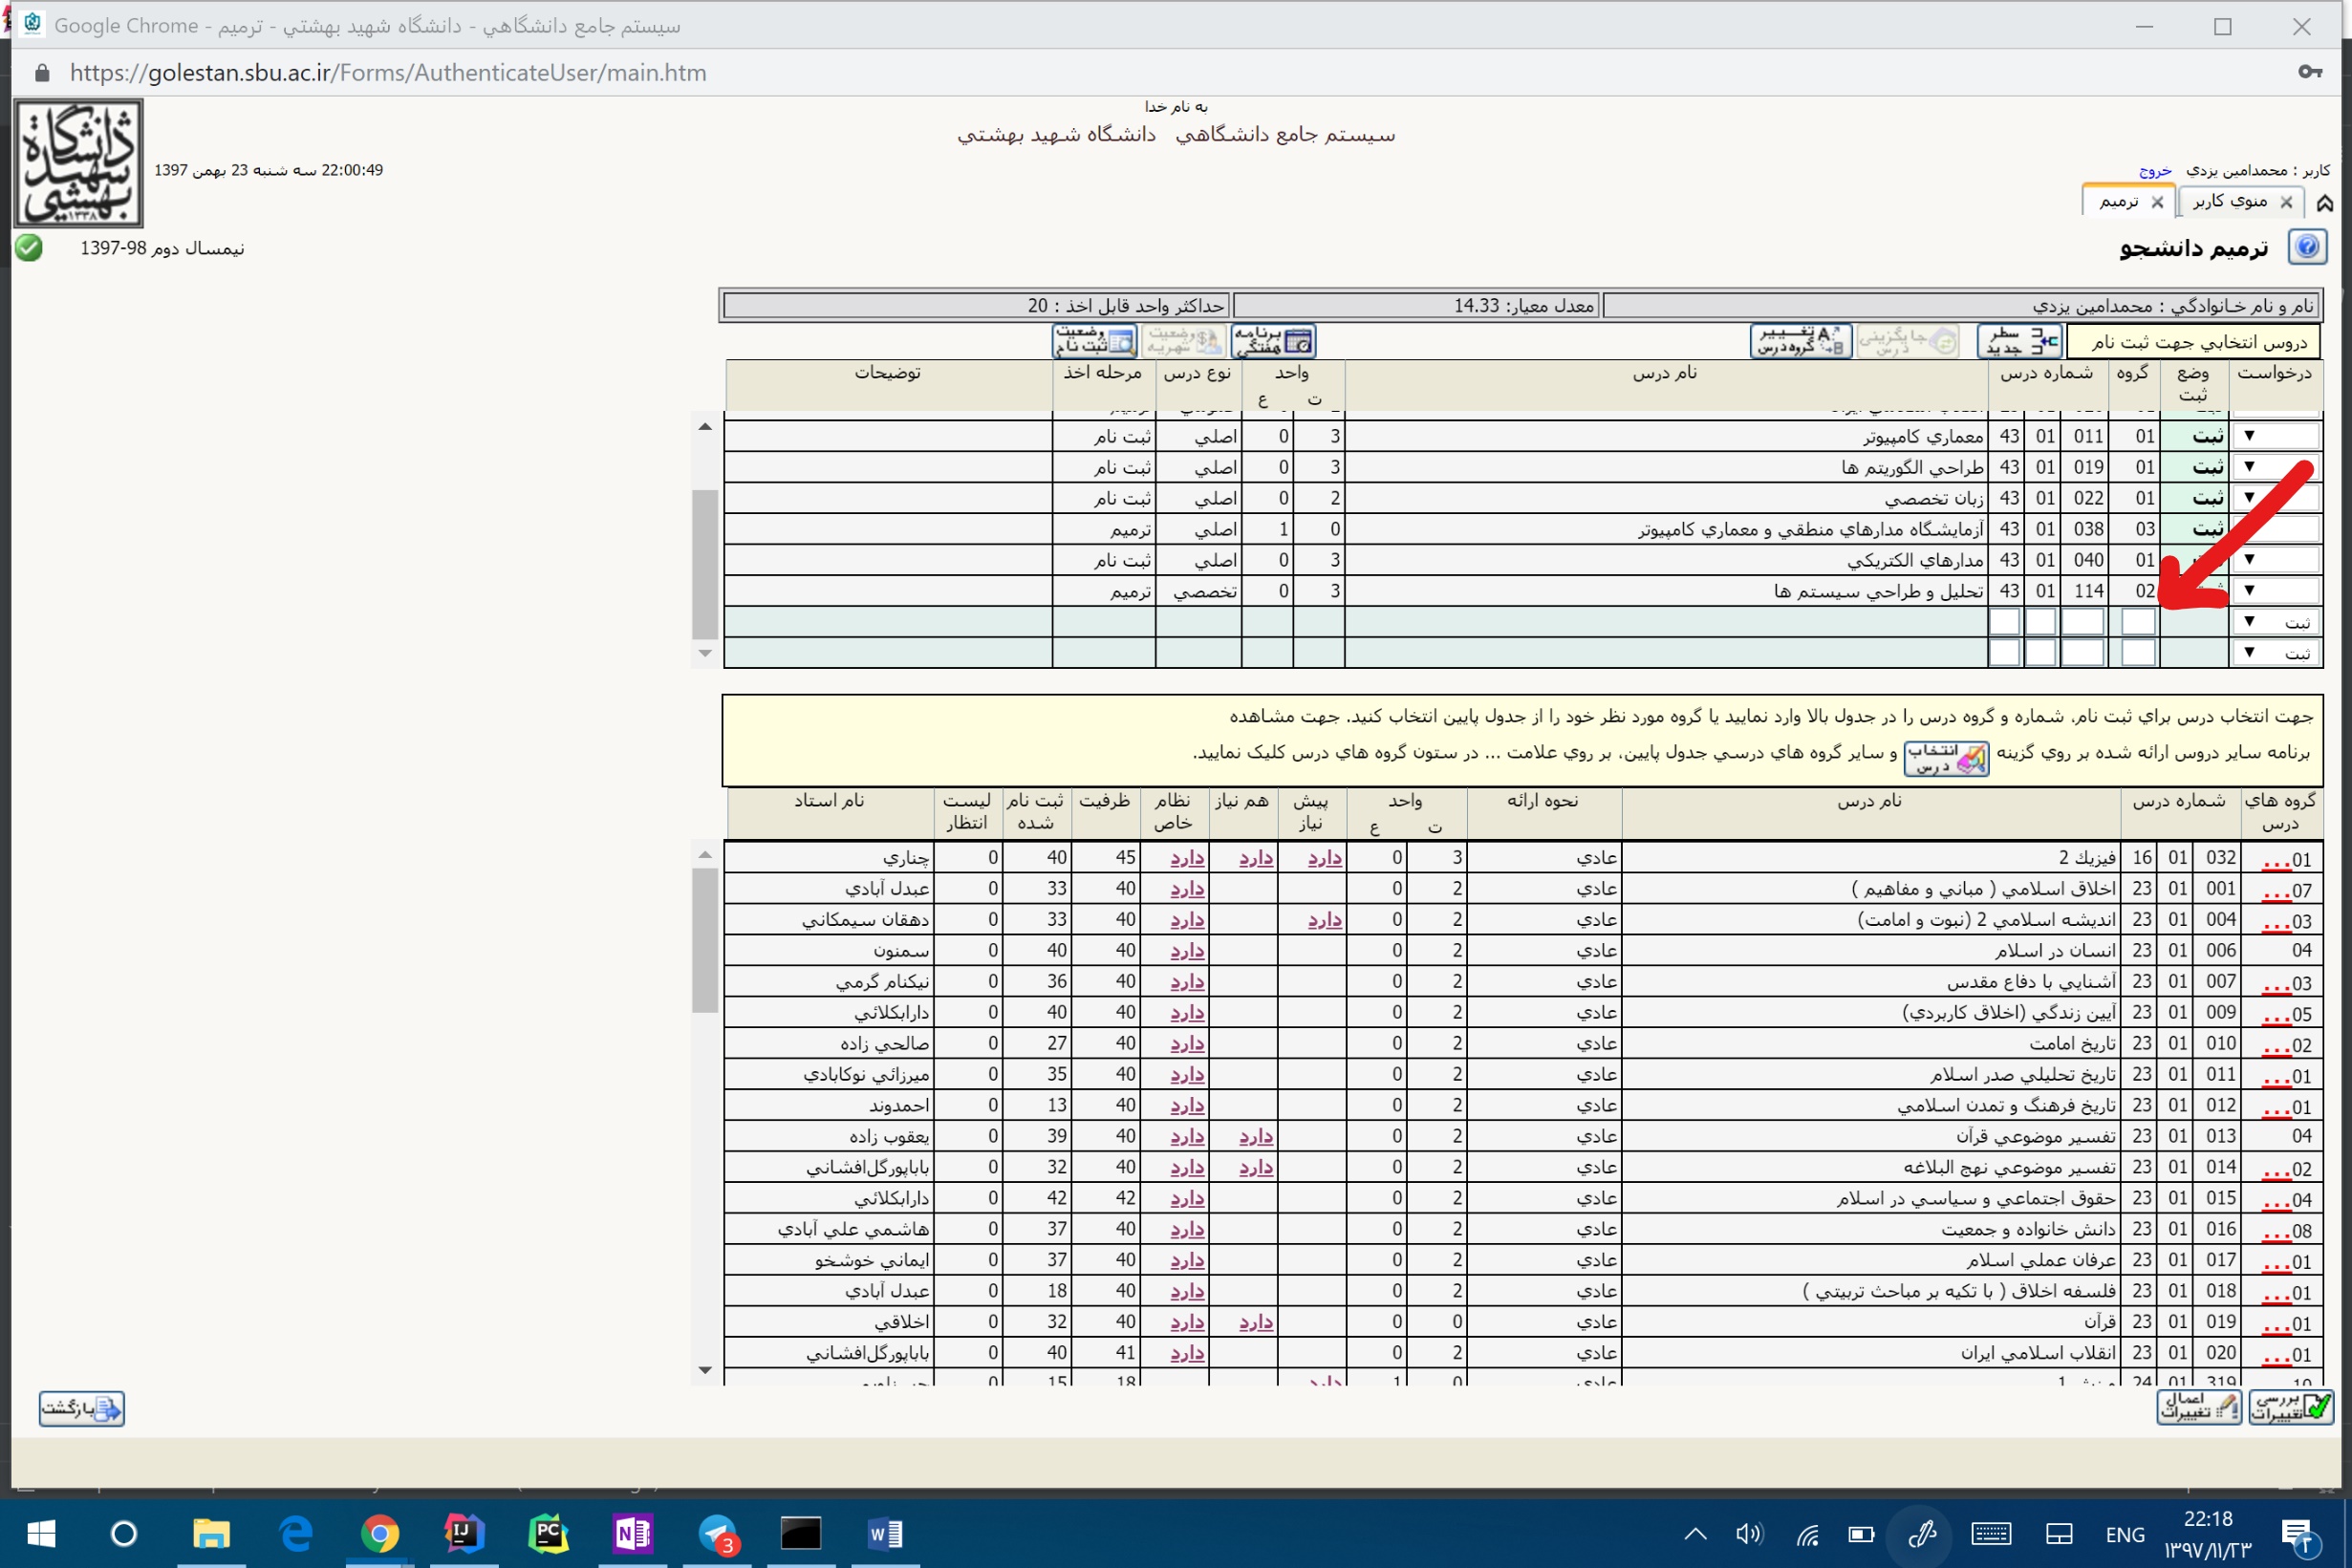 سيستم جامع دانشگاهي - دانشگاه شهيد بهشتي - ترميم - Google Chrome
https://golestan.sbu.ac.ir/Forms/AuthenticateUser/main.htm
به نام خدا
سيستم جامع دانشگاهي دانشگاه شهيد بهشتي
دانشگاه شهید بهشتی ۱۳۳۸
کاربر : محمدامين يزدي خروج
22:00:49 سه شنبه 23 بهمن 1397
منوي کاربر ترميم
ترميم دانشجو
نيمسال دوم 98-1397
نام و نام خانوادگي : محمدامين يزدي معدل معيار: 14.33 حداکثر واحد قابل اخذ : 20
دروس انتخابي جهت ثبت نام سطر جديد جايگزيني درس تغيير گروه درس برنامه هفتگي وضعيت شهريه وضعيت ثبت نام
درخواست وضع ثبت گروه شماره درس نام درس واحد ت ع نوع درس مرحله اخذ توضيحات
ثبت 01 011 01 43 معماري کامپيوتر 3 0 اصلي ثبت نام
ثبت 01 019 01 43 طراحي الگوريتم ها 3 0 اصلي ثبت نام
ثبت 01 022 01 43 زبان تخصصي 2 0 اصلي ثبت نام
ثبت 03 038 01 43 آزمايشگاه مدارهاي منطقي و معماري کامپيوتر 0 1 اصلي ترميم
01 040 01 43 مدارهاي الکتريکي 3 0 اصلي ثبت نام
02 114 01 43 تحليل و طراحي سيستم ها 3 0 تخصصي ترميم
ثبت
ثبت
جهت انتخاب درس براي ثبت نام، شماره و گروه درس را در جدول بالا وارد نماييد يا گروه مورد نظر خود را از جدول پايين انتخاب کنيد. جهت مشاهده
برنامه ساير دروس ارائه شده بر روي گزينه انتخاب درس و ساير گروه هاي درسي جدول پايين، بر روي علامت ... در ستون گروه هاي درس کليک نماييد.
گروه هاي درس شماره درس نام درس نحوه ارائه واحد ت ع پيش نياز هم نياز نظام خاص ظرفيت ثبت نام شده ليست انتظار نام استاد
01... 032 01 16 فيزيك 2 عادي 3 0 دارد دارد دارد 45 40 0 چناري
07... 001 01 23 اخلاق اسلامي ( مباني و مفاهيم ) عادي 2 0 دارد 40 33 0 عبدل آبادي
03... 004 01 23 انديشه اسلامي 2 (نبوت و امامت) عادي 2 0 دارد دارد 40 33 0 دهقان سيمكاني
04 006 01 23 انسان در اسلام عادي 2 0 دارد 40 40 0 سمنون
03... 007 01 23 آشنايي با دفاع مقدس عادي 2 0 دارد 40 36 0 نيكنام گرمي
05... 009 01 23 آيين زندگي (اخلاق كاربردي) عادي 2 0 دارد 40 40 0 دارابكلائي
02... 010 01 23 تاريخ امامت عادي 2 0 دارد 40 27 0 صالحي زاده
01... 011 01 23 تاريخ تحليلي صدر اسلام عادي 2 0 دارد 40 35 0 ميرزائي نوكابادي
01... 012 01 23 تاريخ فرهنگ و تمدن اسلامي عادي 2 0 دارد 40 13 0 احمدوند
04 013 01 23 تفسير موضوعي قرآن عادي 2 0 دارد دارد 40 39 0 يعقوب زاده
02... 014 01 23 تفسير موضوعي نهج البلاغه عادي 2 0 دارد دارد 40 32 0 باباپورگل‌افشاني
04... 015 01 23 حقوق اجتماعي و سياسي در اسلام عادي 2 0 دارد 42 42 0 دارابكلائي
08... 016 01 23 دانش خانواده و جمعيت عادي 2 0 دارد 40 37 0 هاشمي علي آبادي
01... 017 01 23 عرفان عملي اسلام عادي 2 0 دارد 40 37 0 ايماني خوشخو
01... 018 01 23 فلسفه اخلاق ( با تكيه بر مباحث تربيتي ) عادي 2 0 دارد 40 18 0 عبدل آبادي
01... 019 01 23 قرآن عادي 0 0 دارد دارد 40 32 0 اخلاقي
01... 020 01 23 انقلاب اسلامي ايران عادي 2 0 دارد 41 40 0 باباپورگل‌افشاني
بررسي تغييرات اعمال تغييرات بازگشت
IJ PC N 3 W ENG 22:18
۱۳۹۷/۱۱/۲۳ ۲